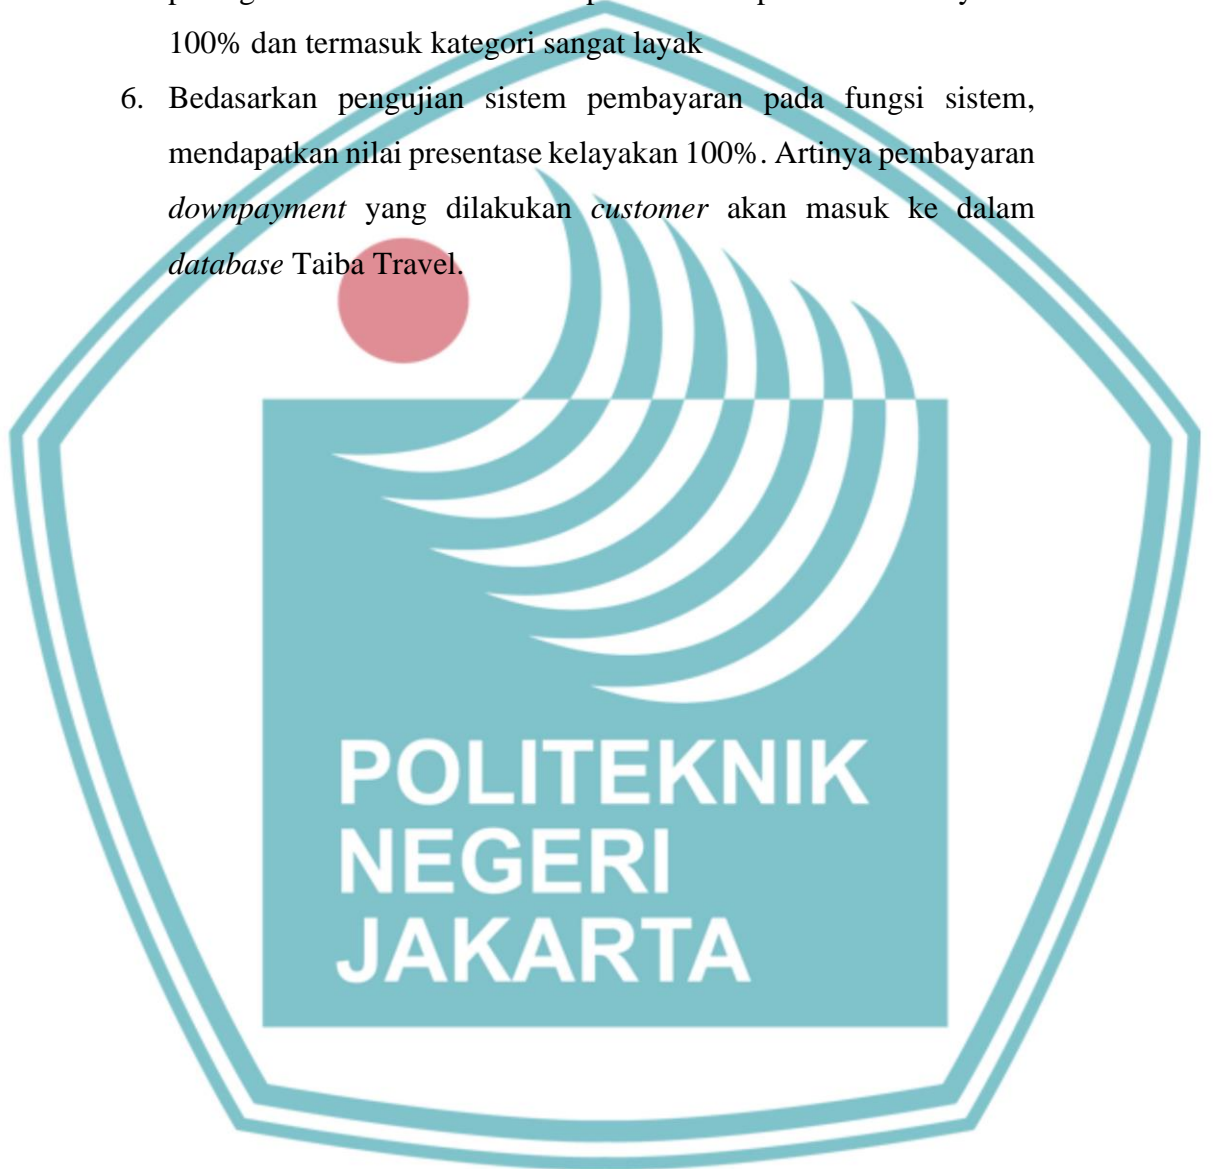 100% dan termasuk kategori sangat layak
6. Bedasarkan pengujian sistem pembayaran pada fungsi sistem,
mendapatkan nilai presentase kelayakan 100%. Artinya pembayaran
downpayment yang dilakukan customer akan masuk ke dalam
database Taiba Travel.
POLITEKNIK
NEGERI
JAKARTA